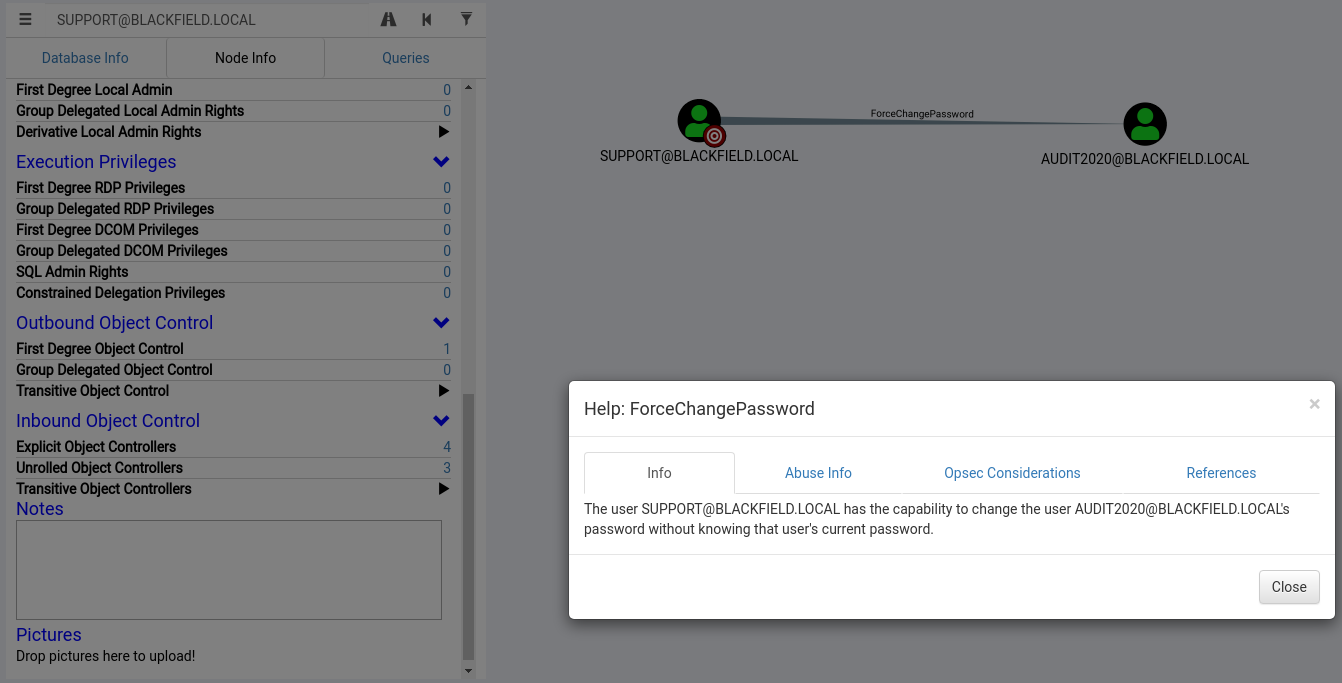 SUPPORT@BLACKFIELD.LOCAL
Database Info Node Info Queries
First Degree Local Admin 0
Group Delegated Local Admin Rights 0
Derivative Local Admin Rights
Execution Privileges
First Degree RDP Privileges 0
Group Delegated RDP Privileges 0
First Degree DCOM Privileges 0
Group Delegated DCOM Privileges 0
SQL Admin Rights 0
Constrained Delegation Privileges 0
Outbound Object Control
First Degree Object Control 1
Group Delegated Object Control 0
Transitive Object Control
Inbound Object Control
Explicit Object Controllers 4
Unrolled Object Controllers 3
Transitive Object Controllers
Notes
Pictures
Drop pictures here to upload!
ForceChangePassword
SUPPORT@BLACKFIELD.LOCAL
AUDIT2020@BLACKFIELD.LOCAL
Help: ForceChangePassword ×
Info Abuse Info Opsec Considerations References
The user SUPPORT@BLACKFIELD.LOCAL has the capability to change the user AUDIT2020@BLACKFIELD.LOCAL's
password without knowing that user's current password.
Close